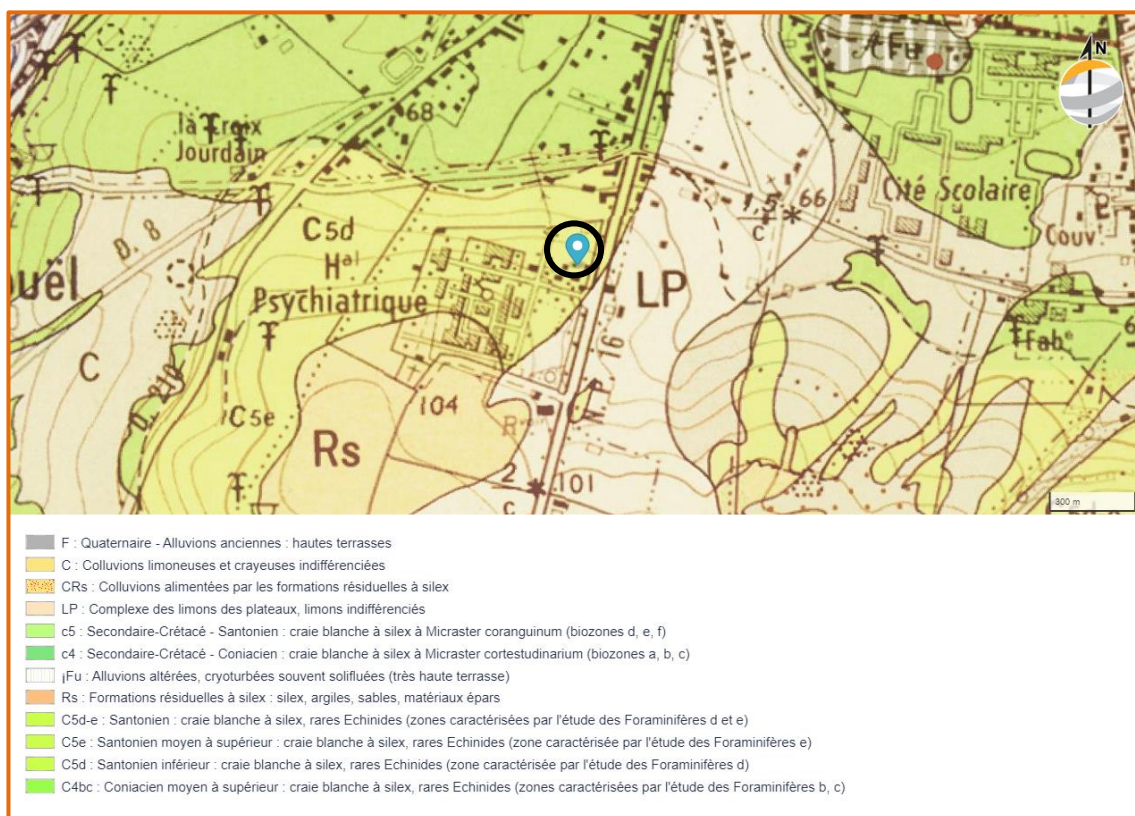 N
¡Fu
la Croix
Jourdain
68
Cité Scolaire
1,5
66
c
Couv
D. 8
C5d
Hal
Psychiatrique
LP
uël
C
D. 210
C5e
Rs
104
N.P. 16
Fabe
2
c
101
300 m
F : Quaternaire - Alluvions anciennes : hautes terrasses
C : Colluvions limoneuses et crayeuses indifférenciées
CRs : Colluvions alimentées par les formations résiduelles à silex
LP : Complexe des limons des plateaux, limons indifférenciés
c5 : Secondaire-Crétacé - Santonien : craie blanche à silex à Micraster coranguinum (biozones d, e, f)
c4 : Secondaire-Crétacé - Coniacien : craie blanche à silex à Micraster cortestudinarium (biozones a, b, c)
¡Fu : Alluvions altérées, cryoturbées souvent solifluées (très haute terrasse)
Rs : Formations résiduelles à silex : silex, argiles, sables, matériaux épars
C5d-e : Santonien : craie blanche à silex, rares Echinides (zones caractérisées par l'étude des Foraminifères d et e)
C5e : Santonien moyen à supérieur : craie blanche à silex, rares Echinides (zone caractérisée par l'étude des Foraminifères e)
C5d : Santonien inférieur : craie blanche à silex, rares Echinides (zone caractérisée par l'étude des Foraminifères d)
C4bc : Coniacien moyen à supérieur : craie blanche à silex, rares Echinides (zones caractérisées par l'étude des Foraminifères b, c)